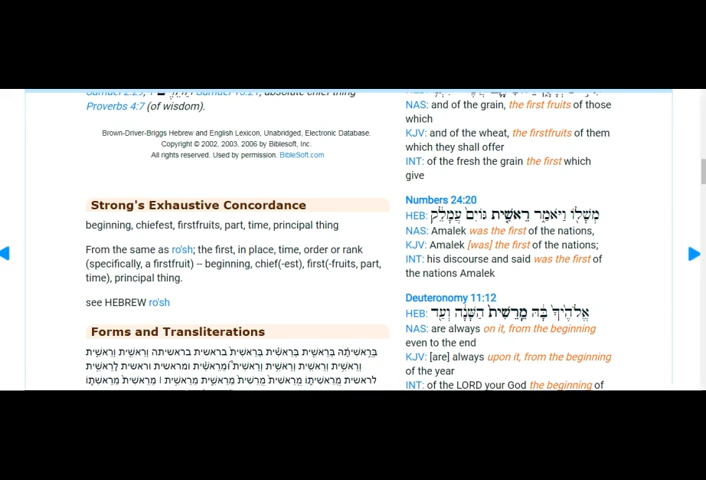 Proverbs 4:7 (of wisdom).
Brown-Driver-Briggs Hebrew and English Lexicon, Unabridged, Electronic Database.
Copyright © 2002, 2003, 2006 by Biblesoft, Inc.
All rights reserved. Used by permission. BibleSoft.com
Strong's Exhaustive Concordance
beginning, chiefest, firstfruits, part, time, principal thing
From the same as ro'sh; the first, in place, time, order or rank
(specifically, a firstfruit) -- beginning, chief(-est), first(-fruits, part,
time), principal thing.
see HEBREW ro'sh
Forms and Transliterations
NAS: and of the grain, the first fruits of those
which
KJV: and of the wheat, the firstfruits of them
which they shall offer
INT: of the fresh the grain the first which
give
Numbers 24:20
HEB: מְשָׁל֖וֹ וַיֹּאמַ֑ר רֵאשִׁ֤ית גּוֹיִם֙ עֲמָלֵ֔ק
NAS: Amalek was the first of the nations,
KJV: Amalek [was] the first of the nations;
INT: his discourse and said was the first of
the nations Amalek
Deuteronomy 11:12
HEB: אֱלֹהֶ֙יךָ֙ בָּ֔הּ מֵֽרֵשִׁית֙ הַשָּׁנָ֔ה וְעַ֖ד
NAS: are always on it, from the beginning
even to the end
KJV: [are] always upon it, from the beginning
of the year
INT: of the LORD your God the beginning of